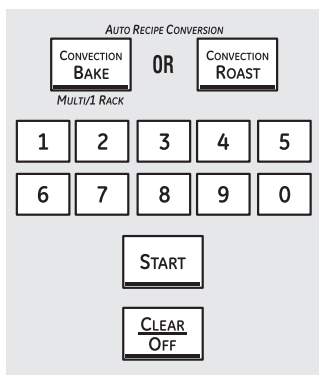 AUTO RECIPE CONVERSION
CONVECTION
BAKE
OR
CONVECTION
ROAST
MULTI/1 RACK
1 2 3 4 5
6 7 8 9 0
START
CLEAR
OFF